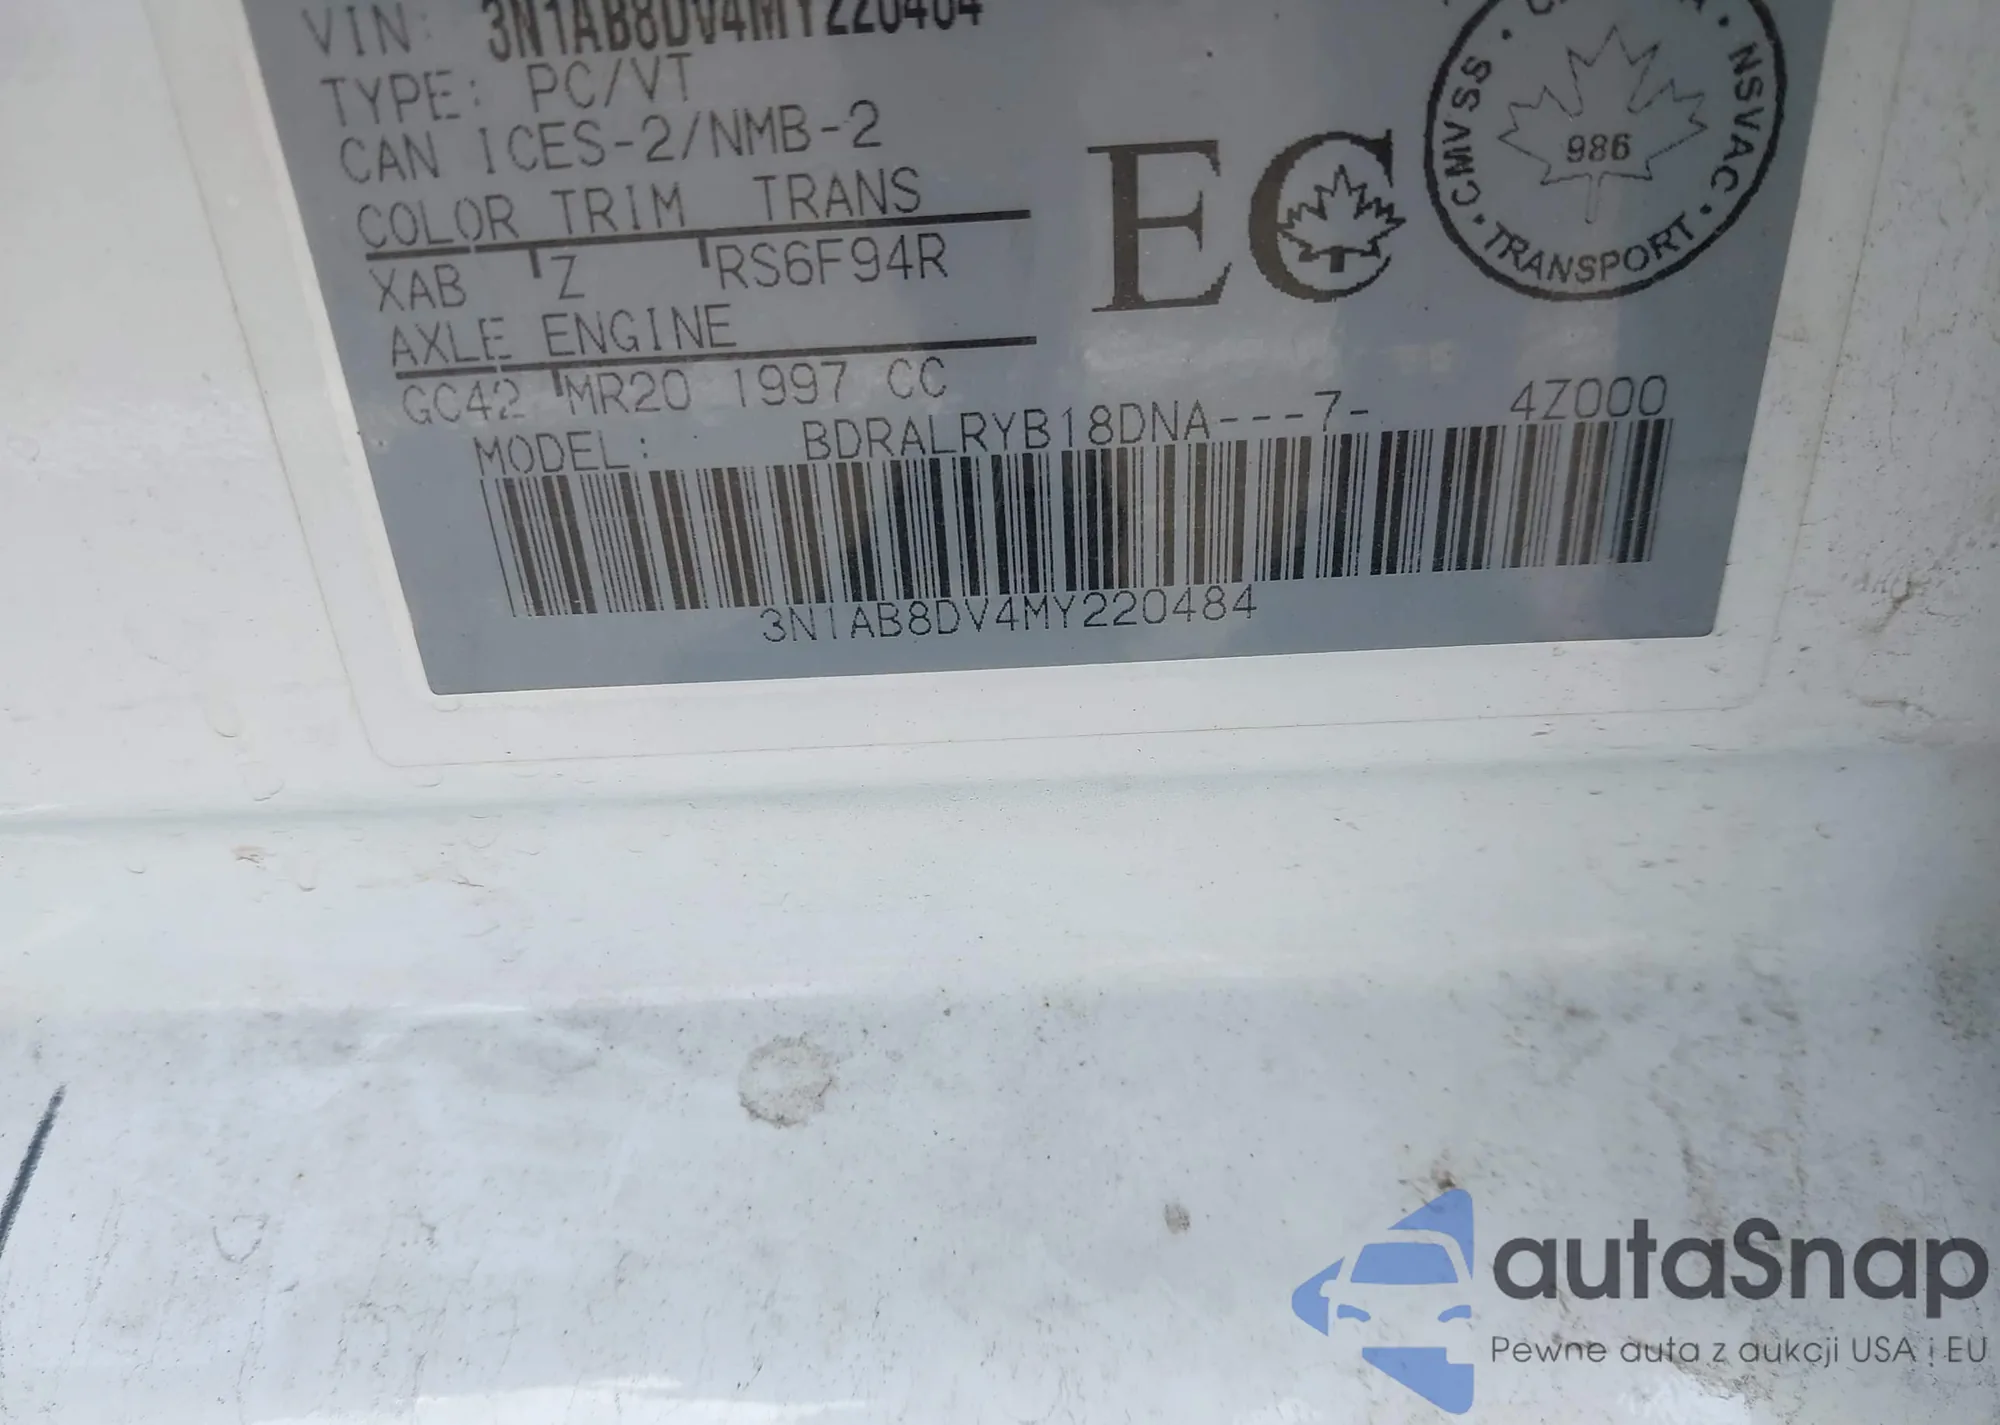 VIN: 3N1AB8DV4MY220484
TYPE: PC/VT
CAN ICES-2/NMB-2
COLOR TRIM TRANS
XAB Z RS6F94R
AXLE ENGINE
GC42 MR20 1997 CC
MODEL: BDRALRYB18DNA---7- 4Z000
3N1AB8DV4MY220484
EC
CMVSS · NSVAC · TRANSPORT ·
986
autaSnap
Pewne auta z aukcji USA i EU